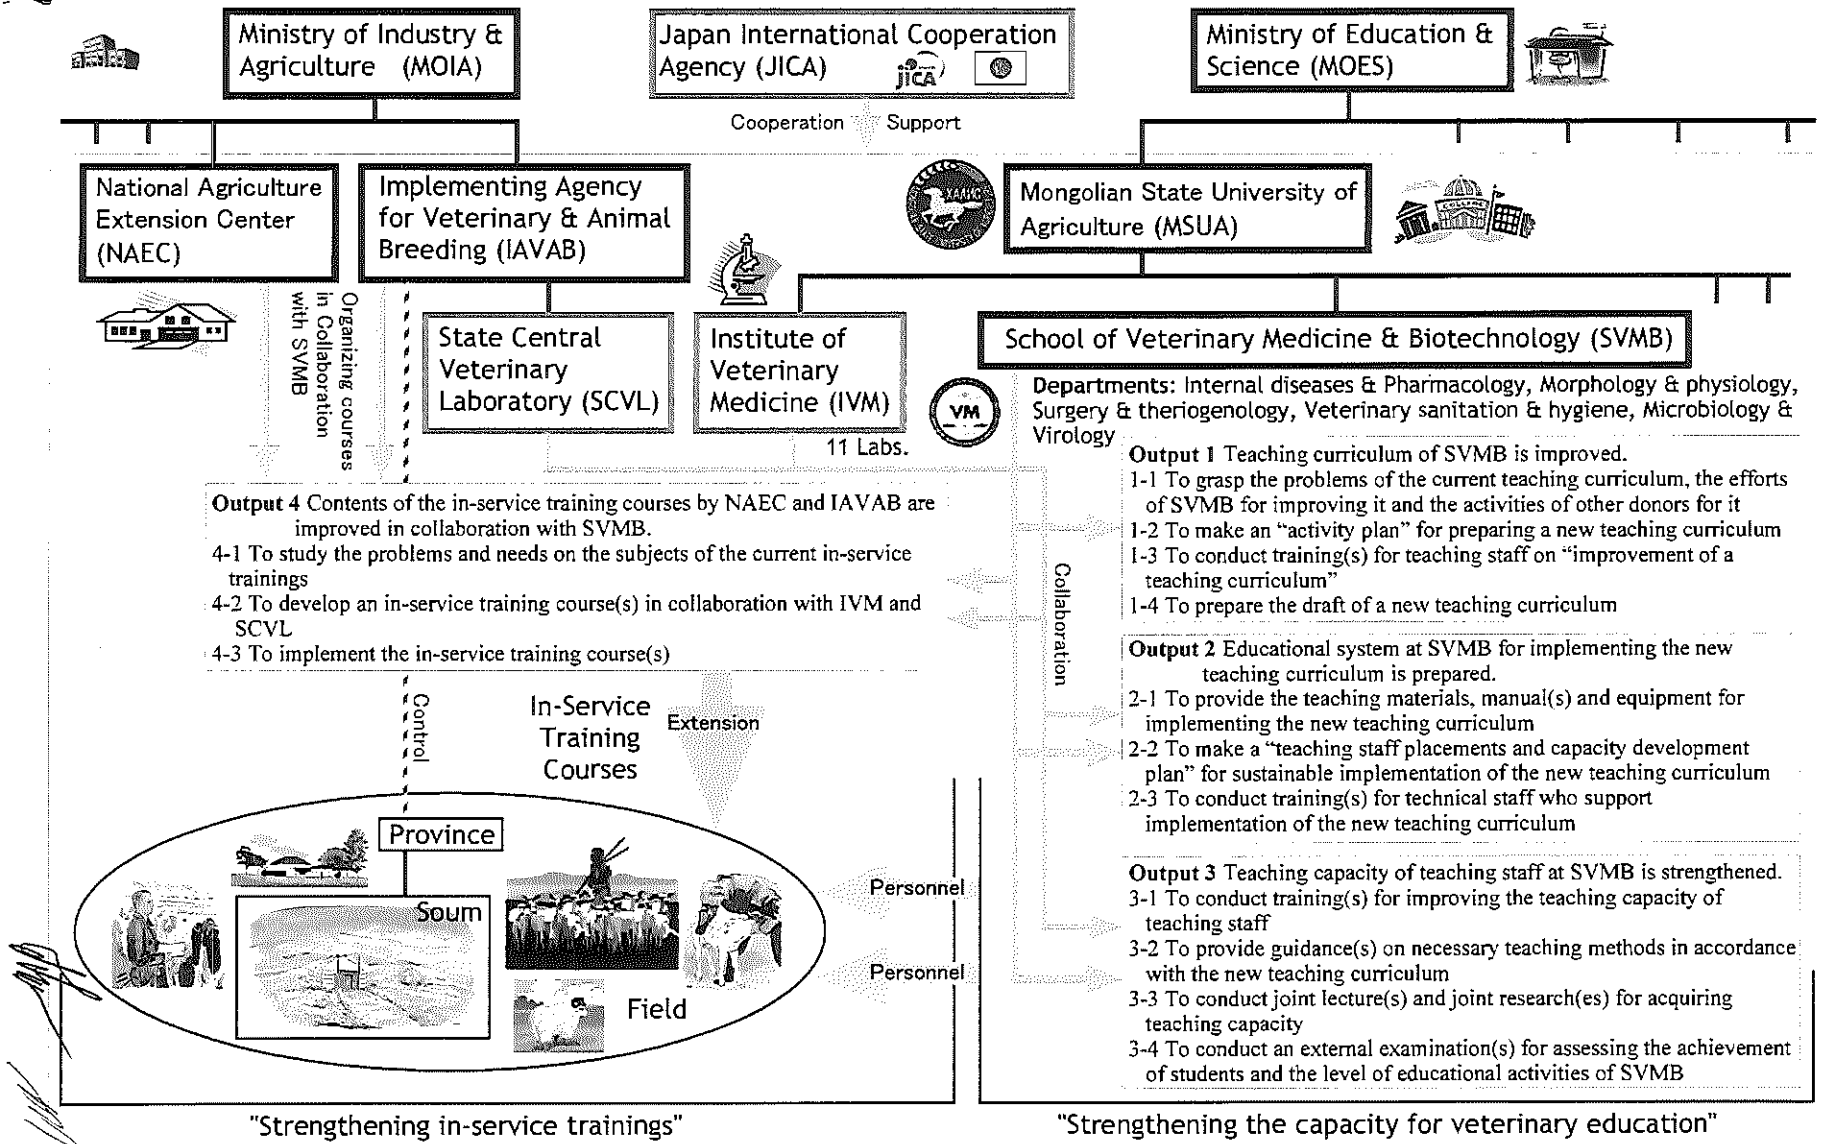 Ministry of Industry &
Agriculture (MOIA)
Japan International Cooperation
Agency (JICA)
jICA
Ministry of Education &
Science (MOES)
Cooperation
Support
National Agriculture
Extension Center
(NAEC)
Implementing Agency
for Veterinary & Animal
Breeding (IAVAB)
Mongolian State University of
Agriculture (MSUA)
COLLEGE
Organizing courses
in Collaboration
with SVMB
State Central
Veterinary
Laboratory (SCVL)
Institute of
Veterinary
Medicine (IVM)
11 Labs.
School of Veterinary Medicine & Biotechnology (SVMB)
VM
Departments: Internal diseases & Pharmacology, Morphology & physiology,
Surgery & theriogenology, Veterinary sanitation & hygiene, Microbiology &
Virology
Output 4 Contents of the in-service training courses by NAEC and IAVAB are
improved in collaboration with SVMB.
4-1 To study the problems and needs on the subjects of the current in-service
trainings
4-2 To develop an in-service training course(s) in collaboration with IVM and
SCVL
4-3 To implement the in-service training course(s)
Collaboration
Output 1 Teaching curriculum of SVMB is improved.
1-1 To grasp the problems of the current teaching curriculum, the efforts
of SVMB for improving it and the activities of other donors for it
1-2 To make an “activity plan” for preparing a new teaching curriculum
1-3 To conduct training(s) for teaching staff on “improvement of a
teaching curriculum”
1-4 To prepare the draft of a new teaching curriculum
Output 2 Educational system at SVMB for implementing the new
teaching curriculum is prepared.
2-1 To provide the teaching materials, manual(s) and equipment for
implementing the new teaching curriculum
2-2 To make a “teaching staff placements and capacity development
plan” for sustainable implementation of the new teaching curriculum
2-3 To conduct training(s) for technical staff who support
implementation of the new teaching curriculum
Output 3 Teaching capacity of teaching staff at SVMB is strengthened.
3-1 To conduct training(s) for improving the teaching capacity of
teaching staff
3-2 To provide guidance(s) on necessary teaching methods in accordance
with the new teaching curriculum
3-3 To conduct joint lecture(s) and joint research(es) for acquiring
teaching capacity
3-4 To conduct an external examination(s) for assessing the achievement
of students and the level of educational activities of SVMB
Control
In-Service
Training
Courses
Extension
Province
Soum
Field
Personnel
Personnel
"Strengthening in-service trainings"
"Strengthening the capacity for veterinary education"